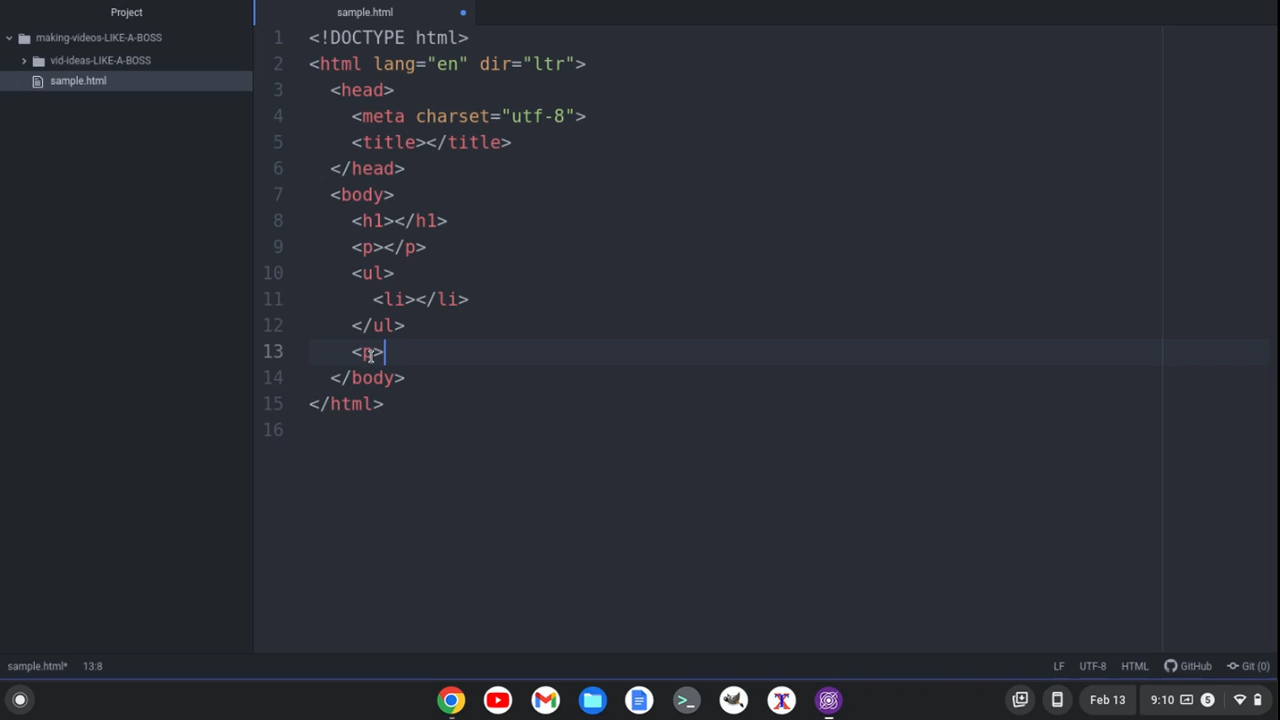 Project
sample.html
making-videos-LIKE-A-BOSS
vid-ideas-LIKE-A-BOSS
sample.html
1 <!DOCTYPE html>
2 <html lang="en" dir="ltr">
3 <head>
4 <meta charset="utf-8">
5 <title></title>
6 </head>
7 <body>
8 <h1></h1>
9 <p></p>
10 <ul>
11 <li></li>
12 </ul>
13 <p>
14 </body>
15 </html>
16
sample.html* 13:8 LF UTF-8 HTML GitHub Git (0)
Feb 13 9:10 5